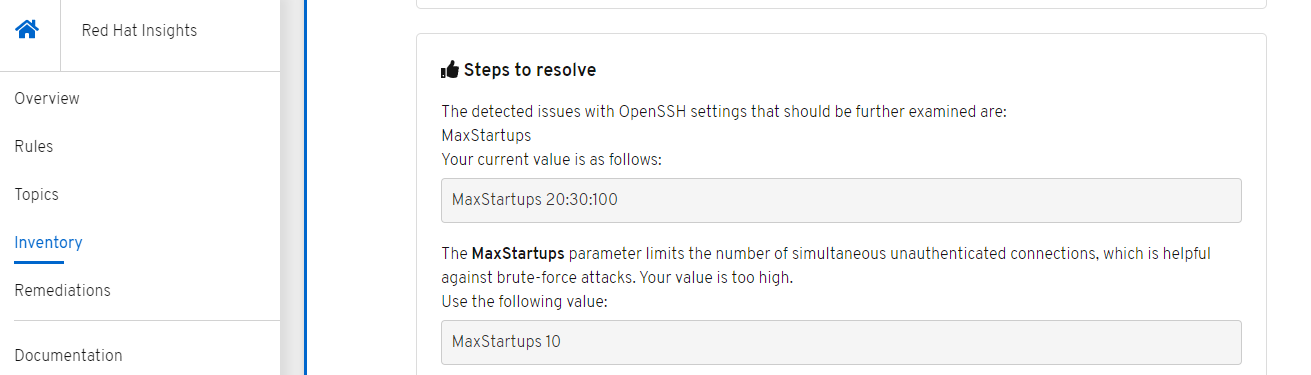 Red Hat Insights
Overview
Rules
Topics
Inventory
Remediations
Documentation
Steps to resolve
The detected issues with OpenSSH settings that should be further examined are:
MaxStartups
Your current value is as follows:
MaxStartups 20:30:100
The MaxStartups parameter limits the number of simultaneous unauthenticated connections, which is helpful
against brute-force attacks. Your value is too high.
Use the following value:
MaxStartups 10